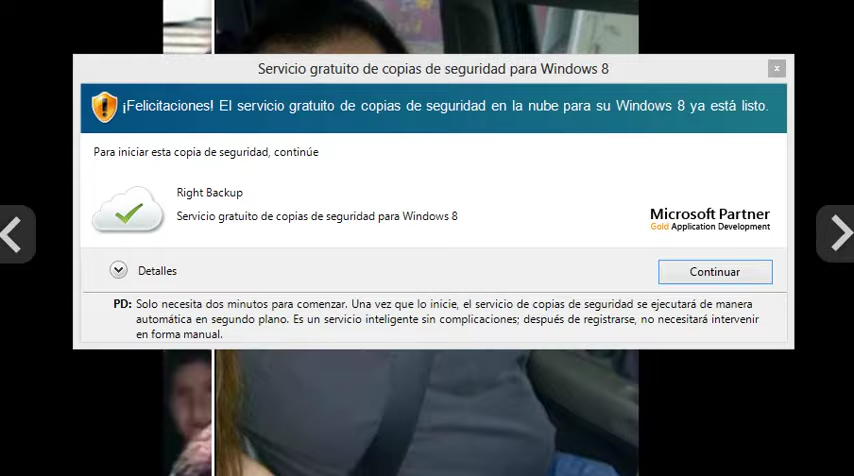 Servicio gratuito de copias de seguridad para Windows 8
x
¡Felicitaciones! El servicio gratuito de copias de seguridad en la nube para su Windows 8 ya está listo.
Para iniciar esta copia de seguridad, continúe
Right Backup
Servicio gratuito de copias de seguridad para Windows 8
Microsoft Partner
Gold Application Development
Detalles
Continuar
PD: Solo necesita dos minutos para comenzar. Una vez que lo inicie, el servicio de copias de seguridad se ejecutará de manera
automática en segundo plano. Es un servicio inteligente sin complicaciones; después de registrarse, no necesitará intervenir
en forma manual.